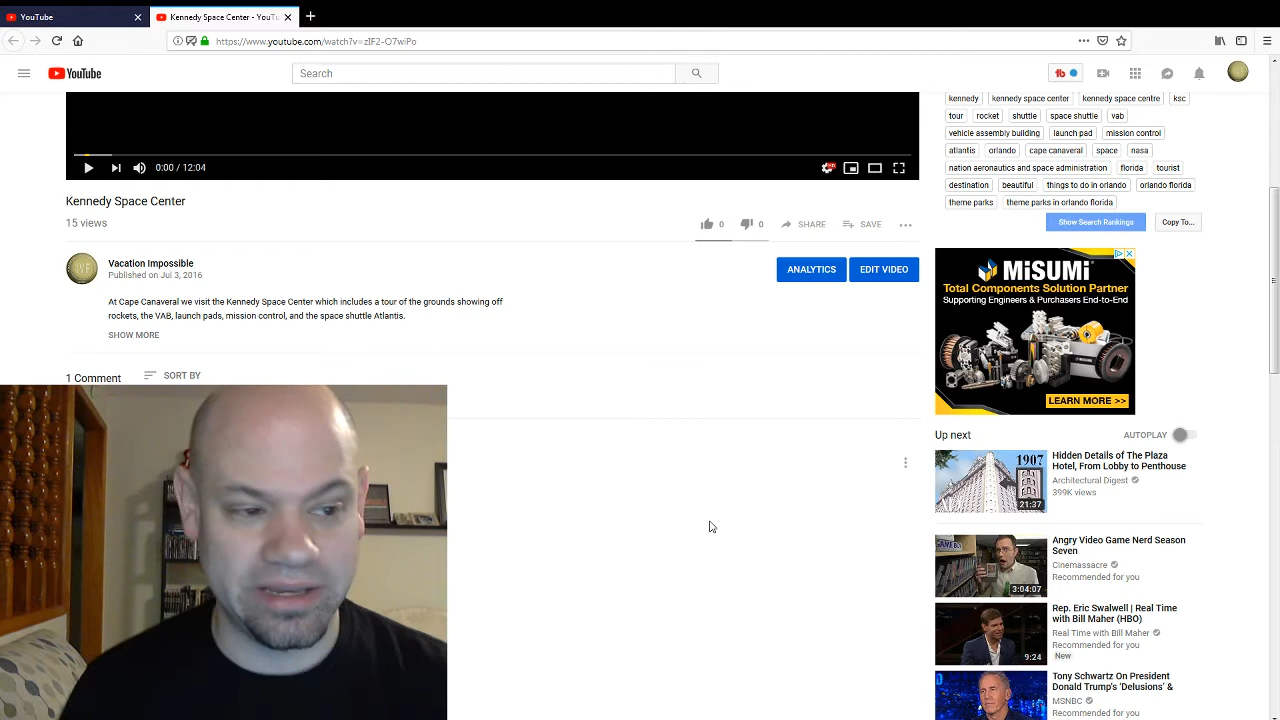 YouTube
Kennedy Space Center - YouTu
https://www.youtube.com/watch?v=zIF2-O7wiPo
YouTube
Search
tb
kennedy kennedy space center kennedy space centre ksc
tour rocket shuttle space shuttle vab
vehicle assembly building launch pad mission control
atlantis orlando cape canaveral space nasa
nation aeronautics and space administration florida tourist
destination beautiful things to do in orlando orlando florida
theme parks theme parks in orlando florida
Show Search Rankings Copy To...
0:00 / 12:04
Kennedy Space Center
15 views
0 0 SHARE SAVE
Vacation Impossible
Published on Jul 3, 2016
ANALYTICS EDIT VIDEO
At Cape Canaveral we visit the Kennedy Space Center which includes a tour of the grounds showing off
rockets, the VAB, launch pads, mission control, and the space shuttle Atlantis.
SHOW MORE
1 Comment SORT BY
MiSUMi
Total Components Solution Partner
Supporting Engineers & Purchasers End-to-End
LEARN MORE >>
Up next AUTOPLAY
1907
21:37
Hidden Details of The Plaza
Hotel, From Lobby to Penthouse
Architectural Digest
399K views
3:04:07
Angry Video Game Nerd Season
Seven
Cinemassacre
Recommended for you
9:24
Rep. Eric Swalwell | Real Time
with Bill Maher (HBO)
Real Time with Bill Maher
Recommended for you
New
Tony Schwartz On President
Donald Trump's 'Delusions' &
MSNBC
Recommended for you